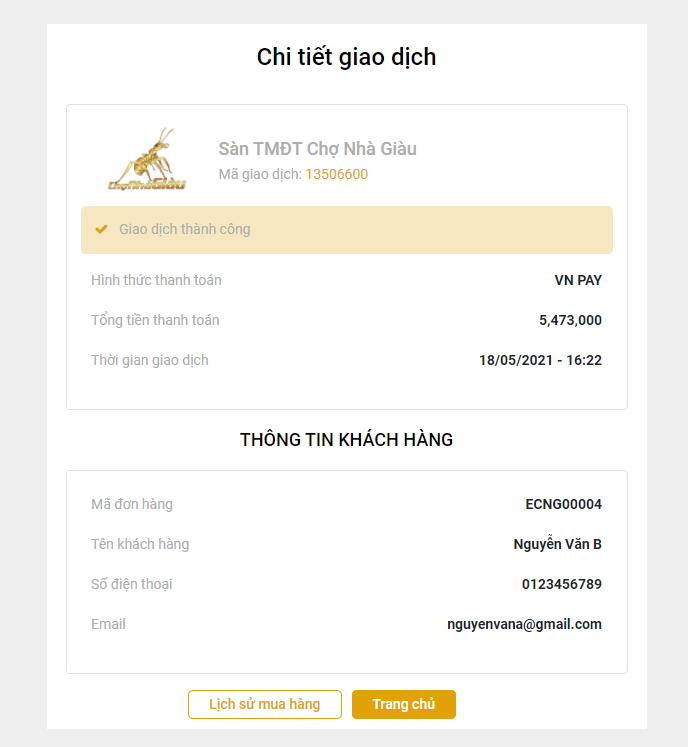 Chi tiết giao dịch
ChợNhàGiàu
Sàn TMĐT Chợ Nhà Giàu
Mã giao dịch: 13506600
Giao dịch thành công
Hình thức thanh toán VN PAY
Tổng tiền thanh toán 5,473,000
Thời gian giao dịch 18/05/2021 - 16:22
THÔNG TIN KHÁCH HÀNG
Mã đơn hàng ECNG00004
Tên khách hàng Nguyễn Văn B
Số điện thoại 0123456789
Email nguyenvana@gmail.com
Lịch sử mua hàng Trang chủ